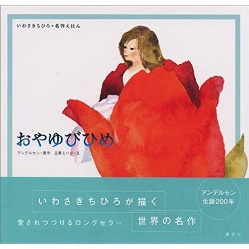 いわさきちひろ・名作えほん
おやゆびひめ
アンデルセン・原作 立原えりか・文
いわさきちひろが描く
世界の名作
愛されつづけるロングセラー
アンデルセン
生誕200年
講談社